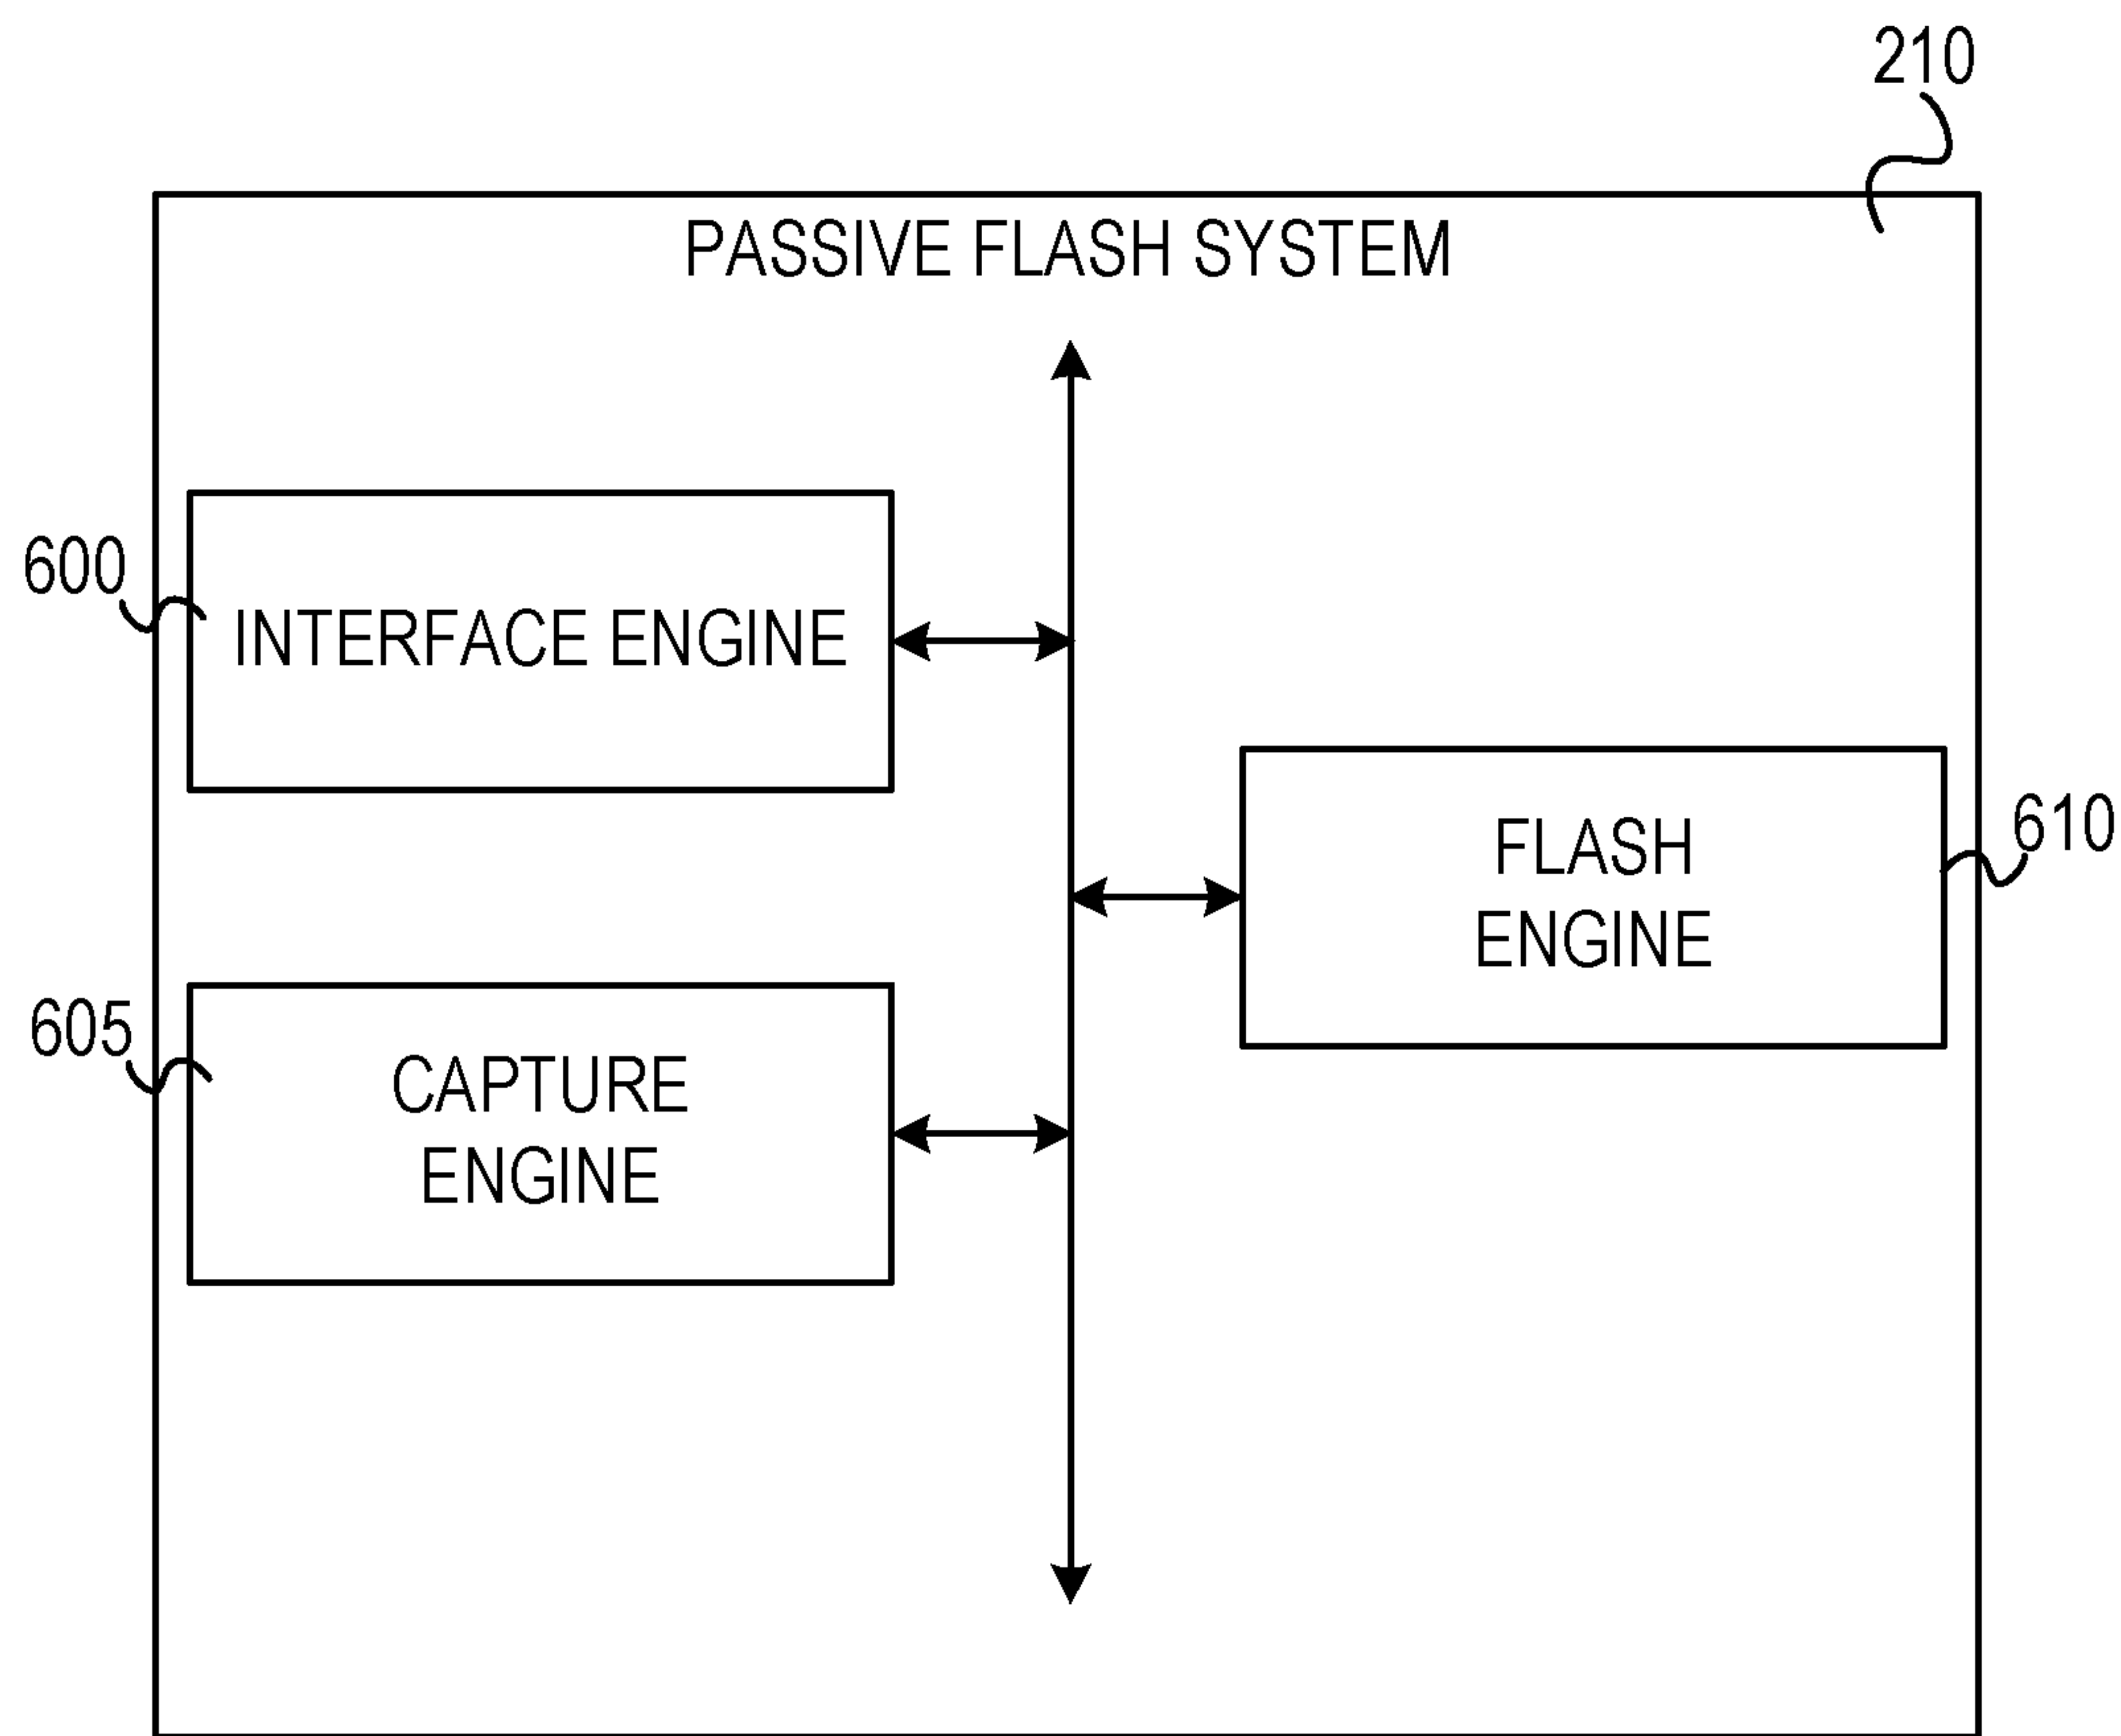 210
PASSIVE FLASH SYSTEM
600
INTERFACE ENGINE
FLASH
ENGINE
610
605
CAPTURE
ENGINE